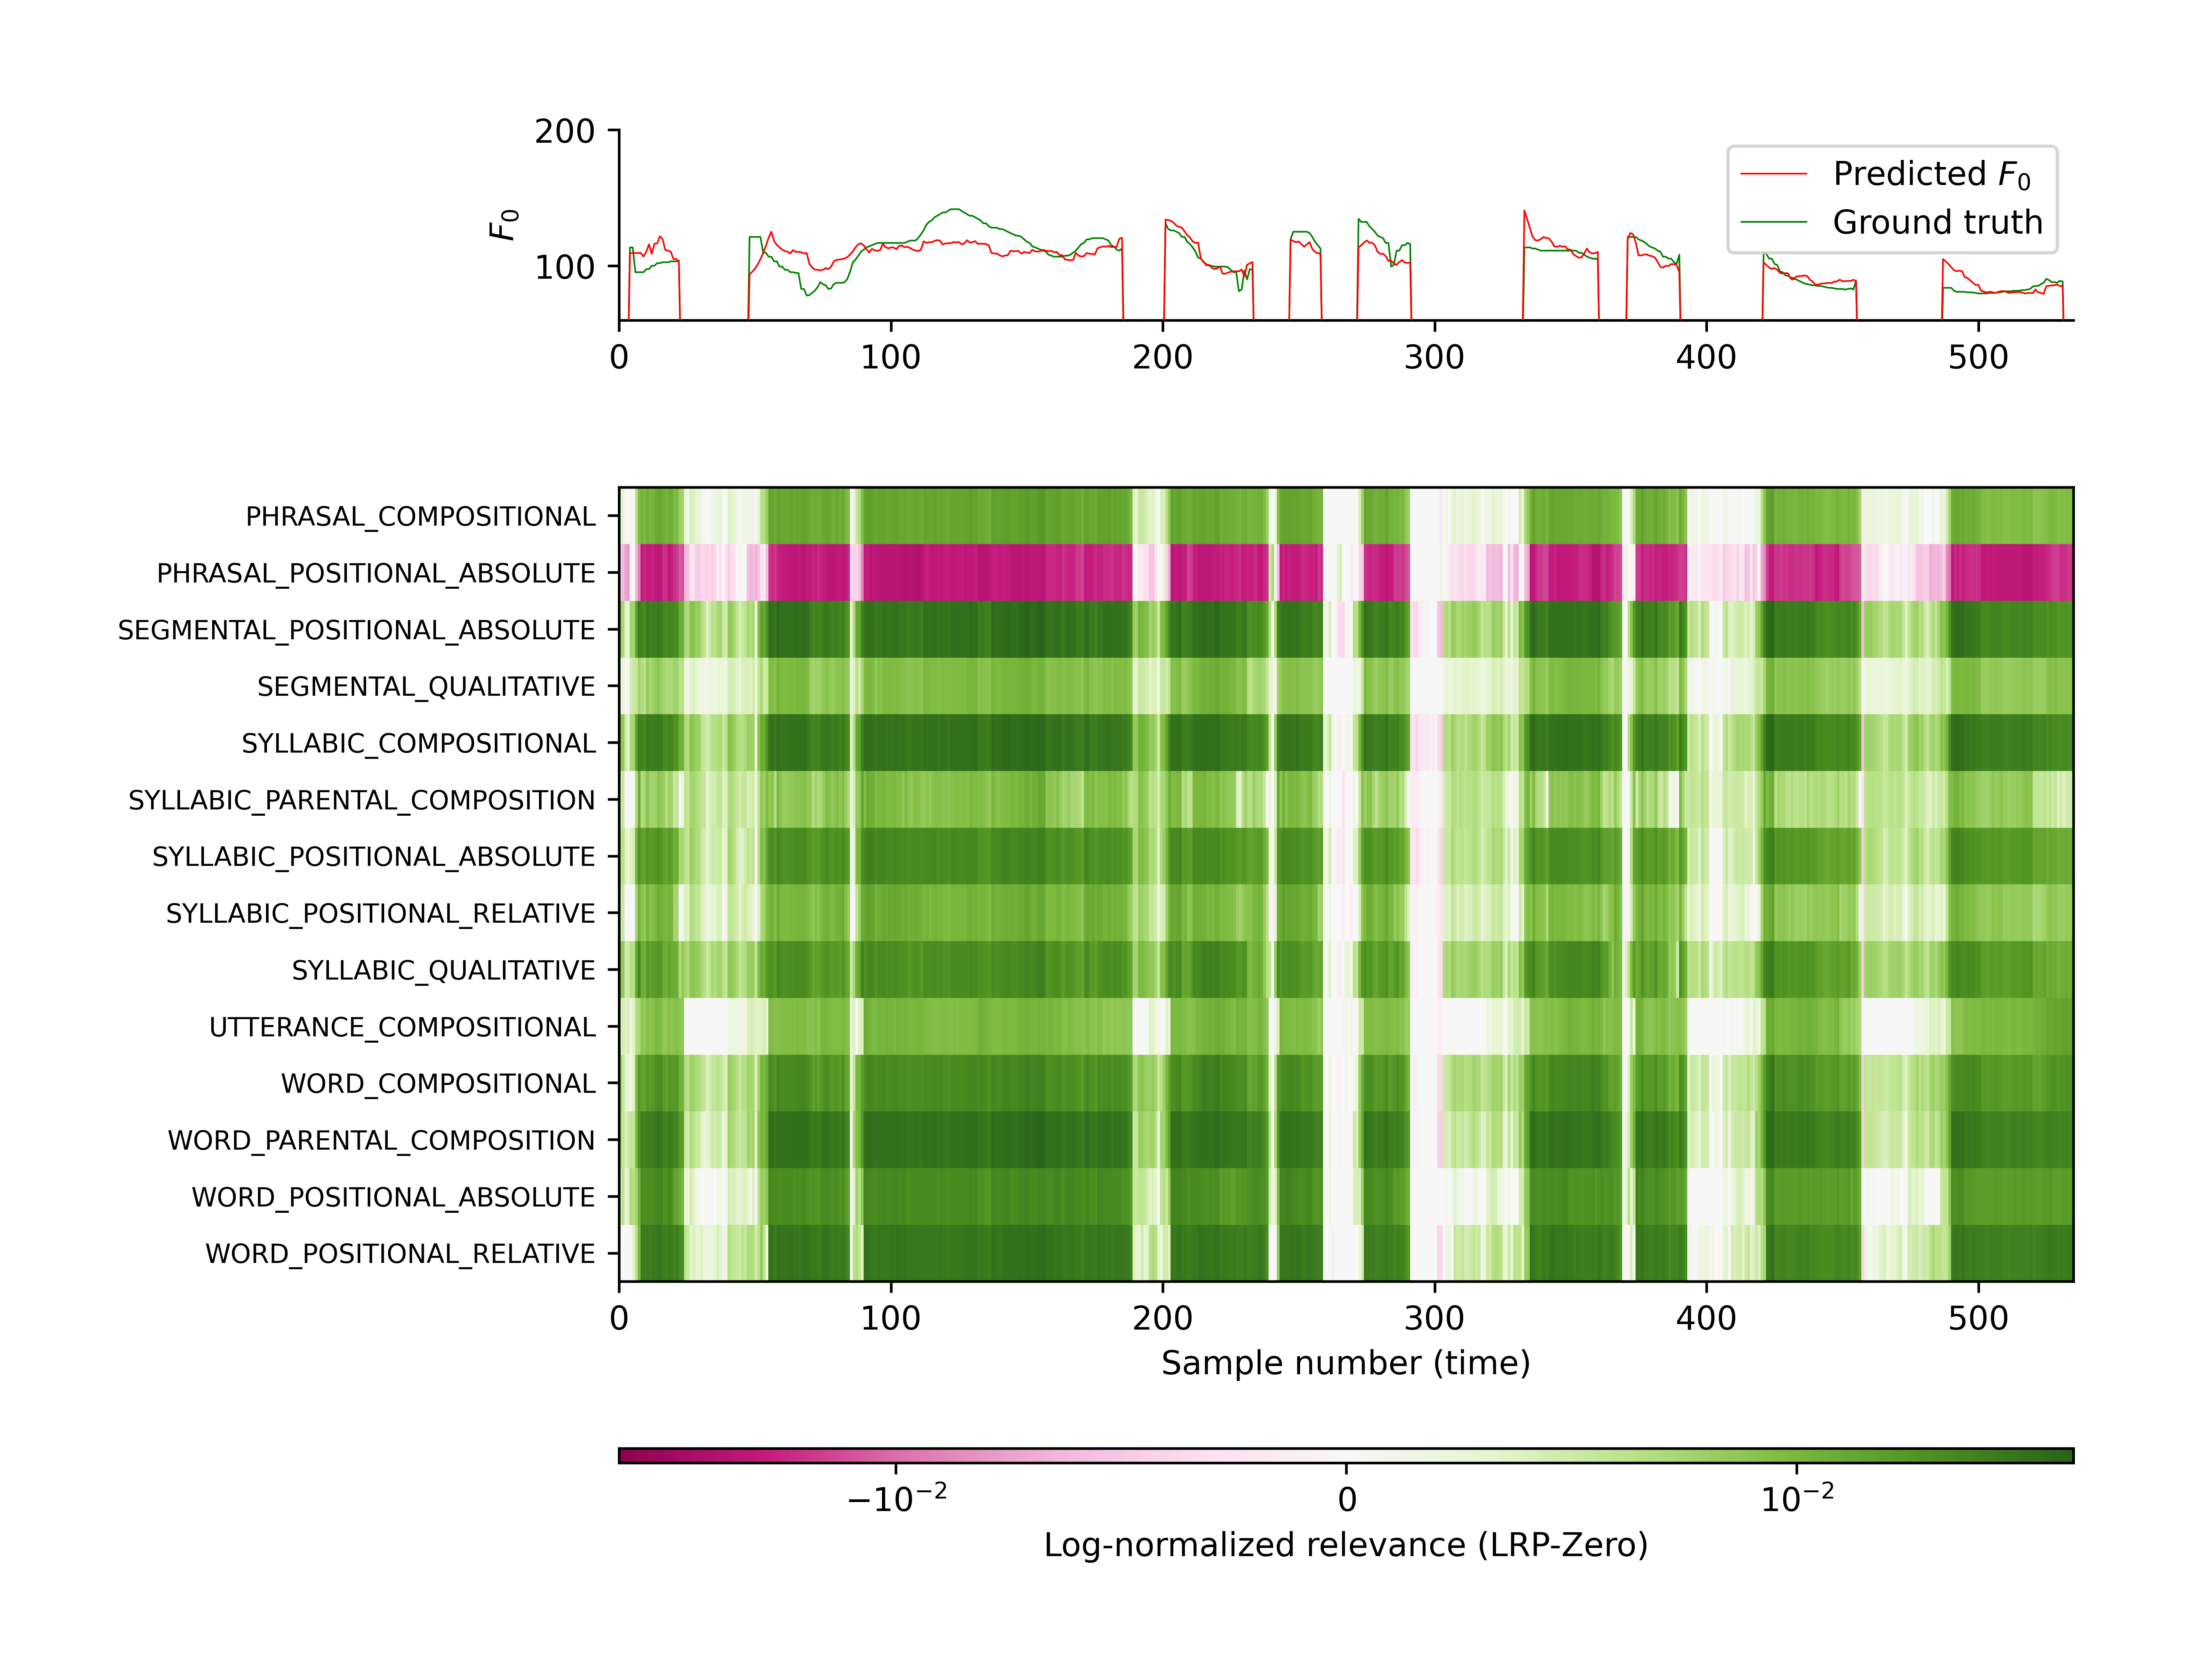 200
F₀
100
Predicted F₀
Ground truth
0 100 200 300 400 500
PHRASAL_COMPOSITIONAL
PHRASAL_POSITIONAL_ABSOLUTE
SEGMENTAL_POSITIONAL_ABSOLUTE
SEGMENTAL_QUALITATIVE
SYLLABIC_COMPOSITIONAL
SYLLABIC_PARENTAL_COMPOSITION
SYLLABIC_POSITIONAL_ABSOLUTE
SYLLABIC_POSITIONAL_RELATIVE
SYLLABIC_QUALITATIVE
UTTERANCE_COMPOSITIONAL
WORD_COMPOSITIONAL
WORD_PARENTAL_COMPOSITION
WORD_POSITIONAL_ABSOLUTE
WORD_POSITIONAL_RELATIVE
0 100 200 300 400 500
Sample number (time)
−10⁻² 0 10⁻²
Log-normalized relevance (LRP-Zero)